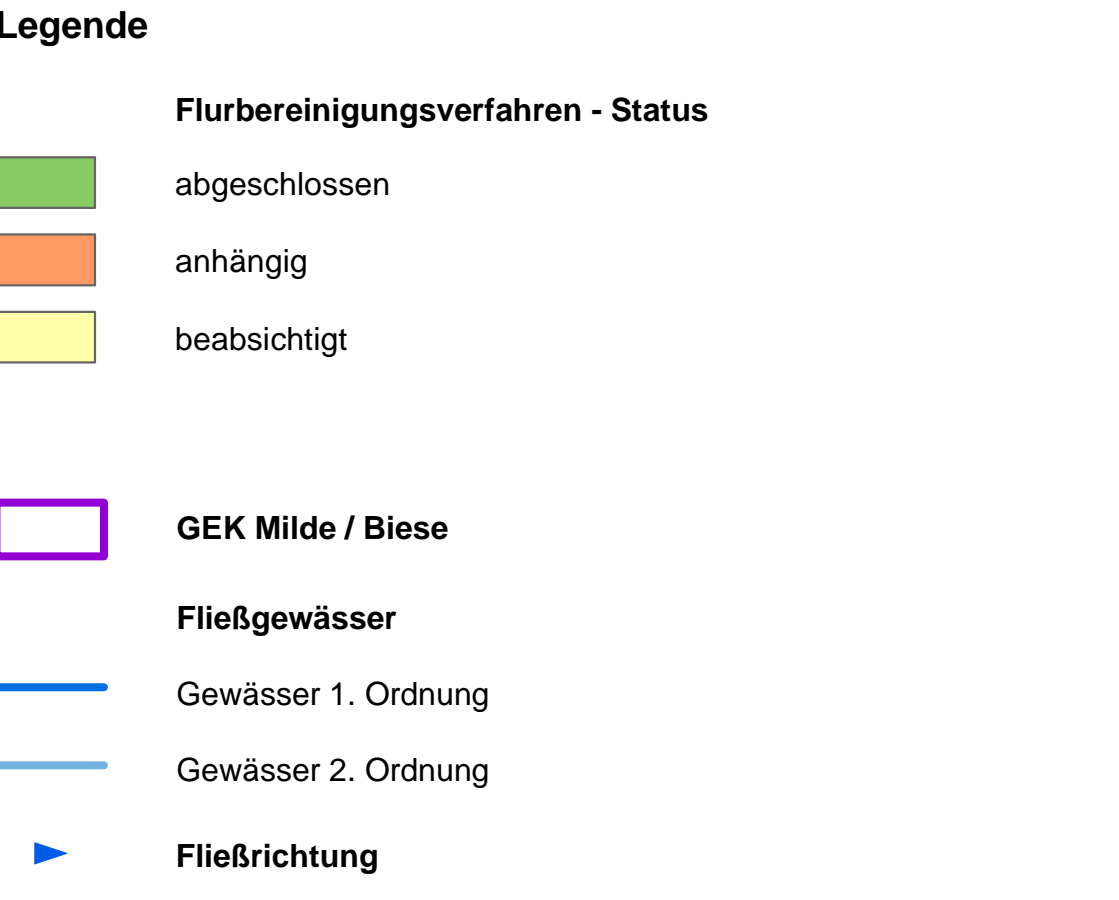 Legende
Flurbereinigungsverfahren - Status
abgeschlossen
anhängig
beabsichtigt
GEK Milde / Biese
Fließgewässer
Gewässer 1. Ordnung
Gewässer 2. Ordnung
Fließrichtung